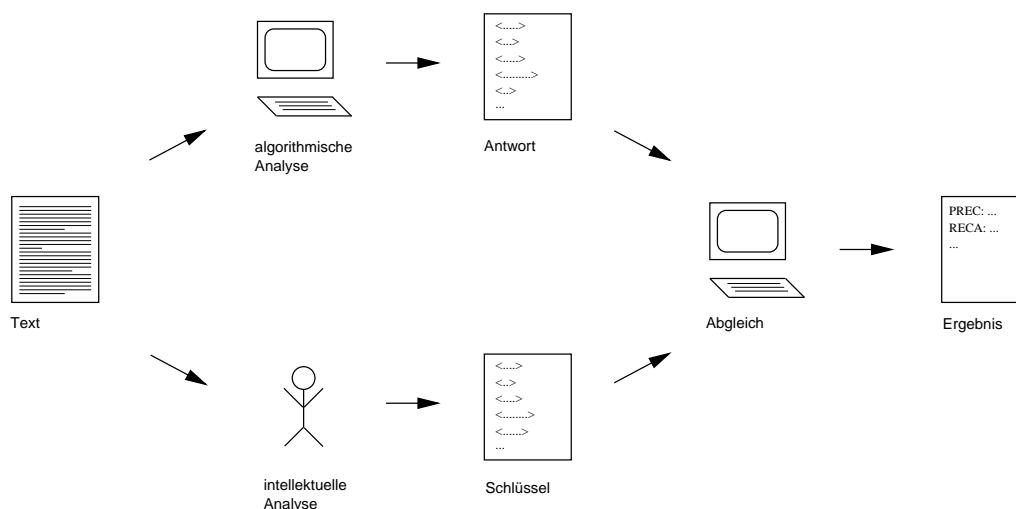 <.....>
<...>
<.....>
<.........>
<..>
...
algorithmische
Analyse
Antwort
Text
PREC: ...
RECA: ...
...
Abgleich
Ergebnis
<....>
<..>
<....>
<........>
<......>
...
intellektuelle
Analyse
Schlüssel